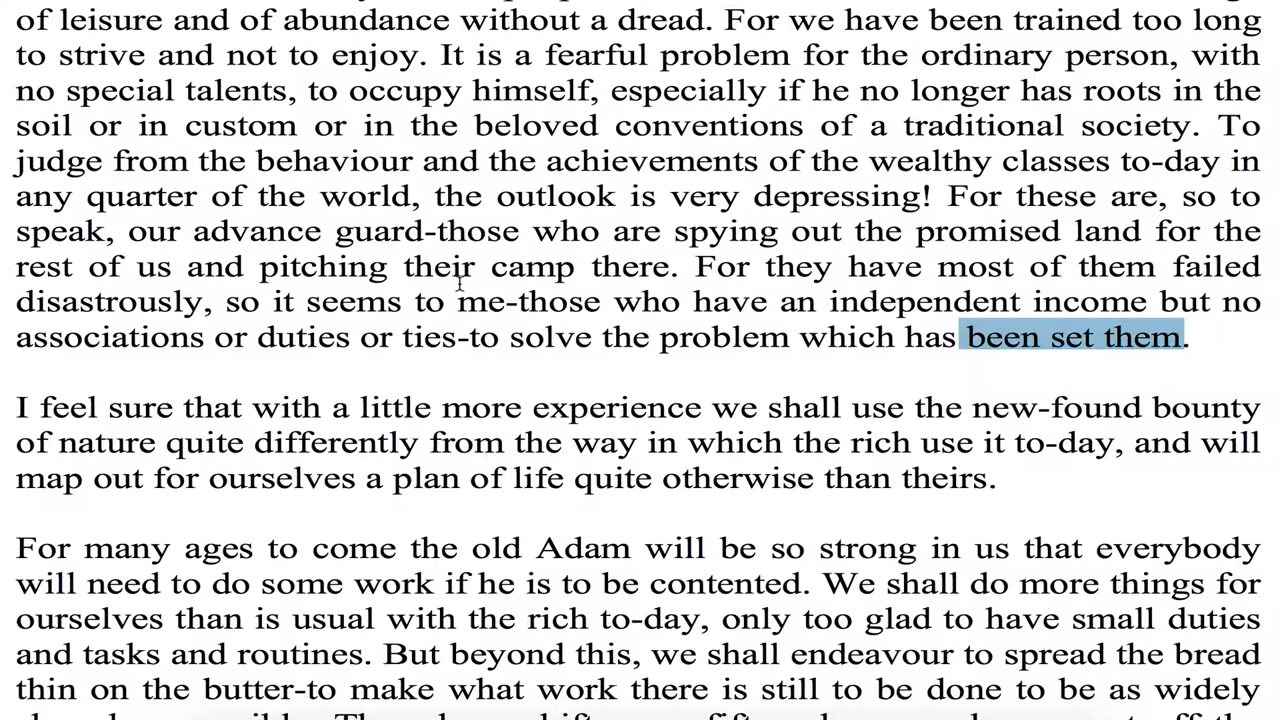 of leisure and of abundance without a dread. For we have been trained too long
to strive and not to enjoy. It is a fearful problem for the ordinary person, with
no special talents, to occupy himself, especially if he no longer has roots in the
soil or in custom or in the beloved conventions of a traditional society. To
judge from the behaviour and the achievements of the wealthy classes to-day in
any quarter of the world, the outlook is very depressing! For these are, so to
speak, our advance guard-those who are spying out the promised land for the
rest of us and pitching their camp there. For they have most of them failed
disastrously, so it seems to me-those who have an independent income but no
associations or duties or ties-to solve the problem which has been set them.
I feel sure that with a little more experience we shall use the new-found bounty
of nature quite differently from the way in which the rich use it to-day, and will
map out for ourselves a plan of life quite otherwise than theirs.
For many ages to come the old Adam will be so strong in us that everybody
will need to do some work if he is to be contented. We shall do more things for
ourselves than is usual with the rich to-day, only too glad to have small duties
and tasks and routines. But beyond this, we shall endeavour to spread the bread
thin on the butter-to make what work there is still to be done to be as widely